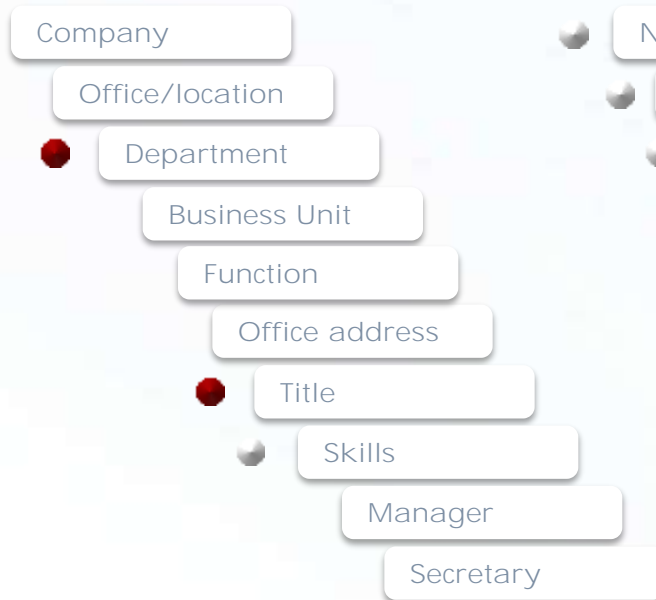 Company
Office/location
Department
Business Unit
Function
Office address
Title
Skills
Manager
Secretary